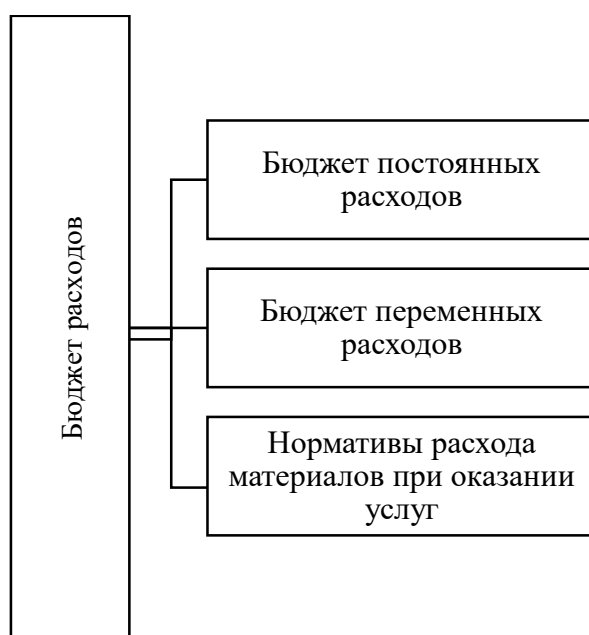 Бюджет расходов
Бюджет постоянных
расходов
Бюджет переменных
расходов
Нормативы расхода
материалов при оказании
услуг